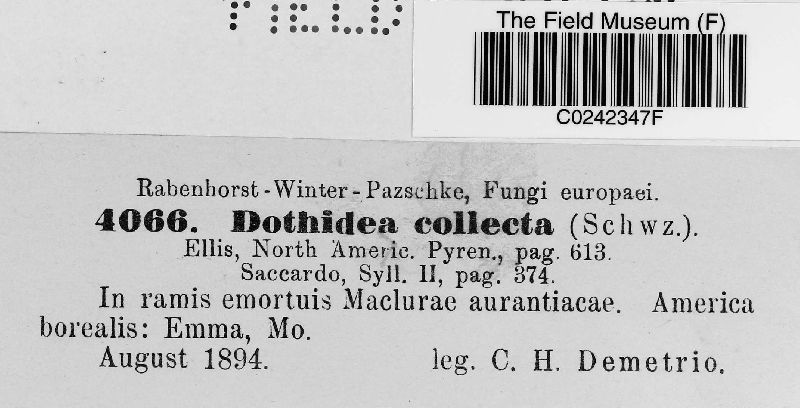 FIELD
The Field Museum (F)
C0242347F
Rabenhorst-Winter-Pazschke, Fungi europaei.
4066. Dothidea collecta (Schwz.).
Ellis, North Americ. Pyren., pag. 613.
Saccardo, Syll. II, pag. 374.
In ramis emortuis Maclurae aurantiacae. America
borealis: Emma, Mo.
August 1894. leg. C. H. Demetrio.